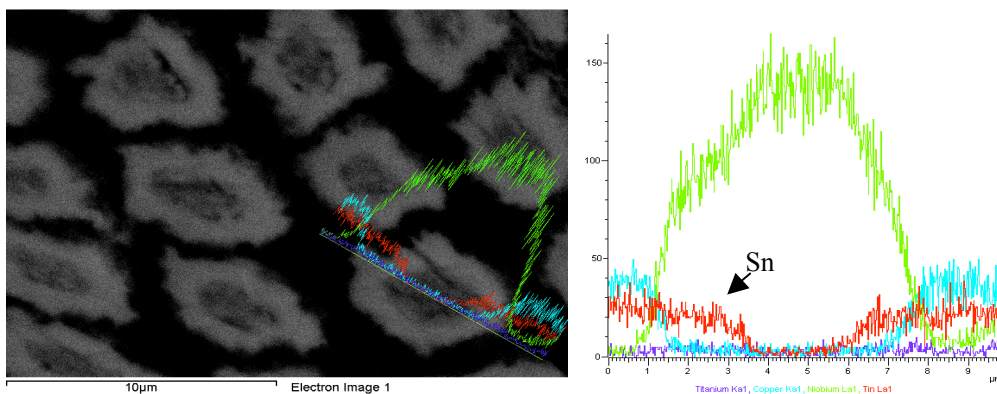 10µm Electron Image 1
150
100
50
0
Sn
0 1 2 3 4 5 6 7 8 9
Titanium Ka1, Copper Ka1, Niobium La1, Tin La1